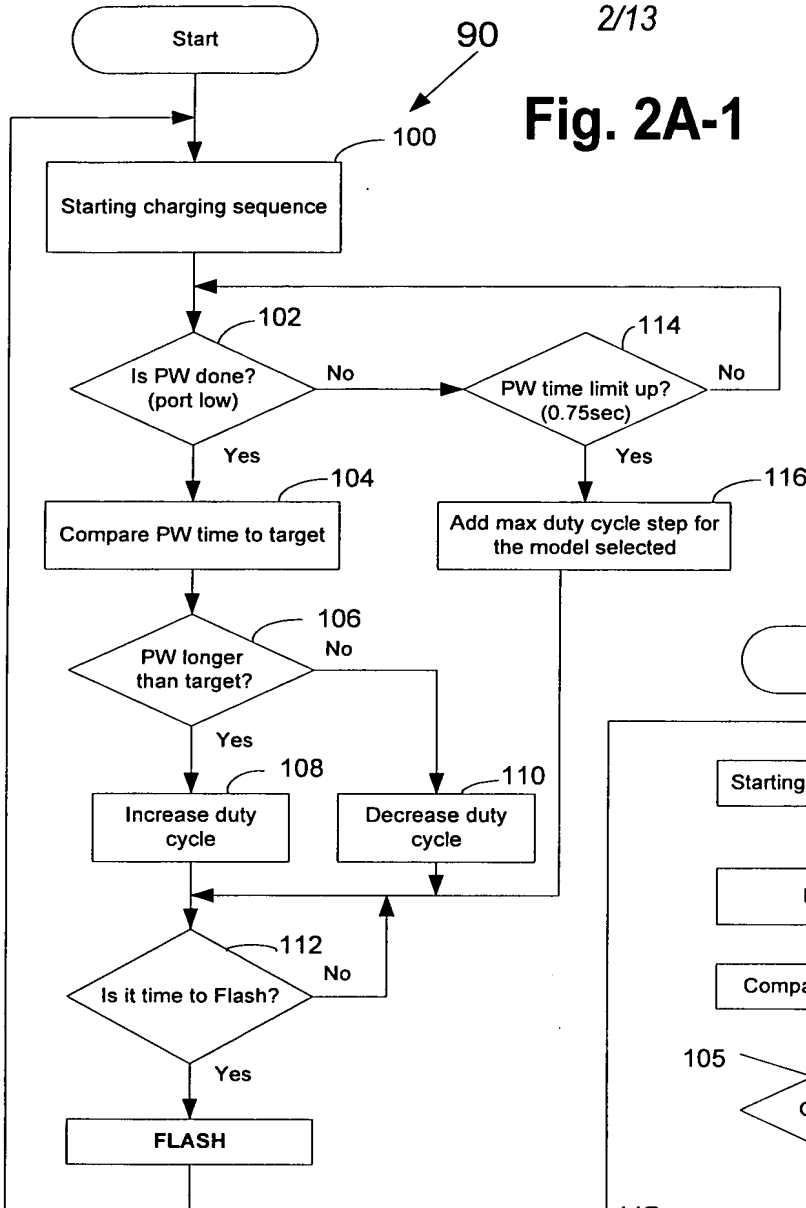 2/13
Fig. 2A-1
90
Start
100
Starting charging sequence
102
Is PW done?
(port low)
No
Yes
114
PW time limit up?
(0.75sec)
No
Yes
104
Compare PW time to target
116
Add max duty cycle step for
the model selected
106
PW longer
than target?
No
Yes
108
Increase duty
cycle
110
Decrease duty
cycle
112
Is it time to Flash?
No
Yes
FLASH
Starting
Compa
105